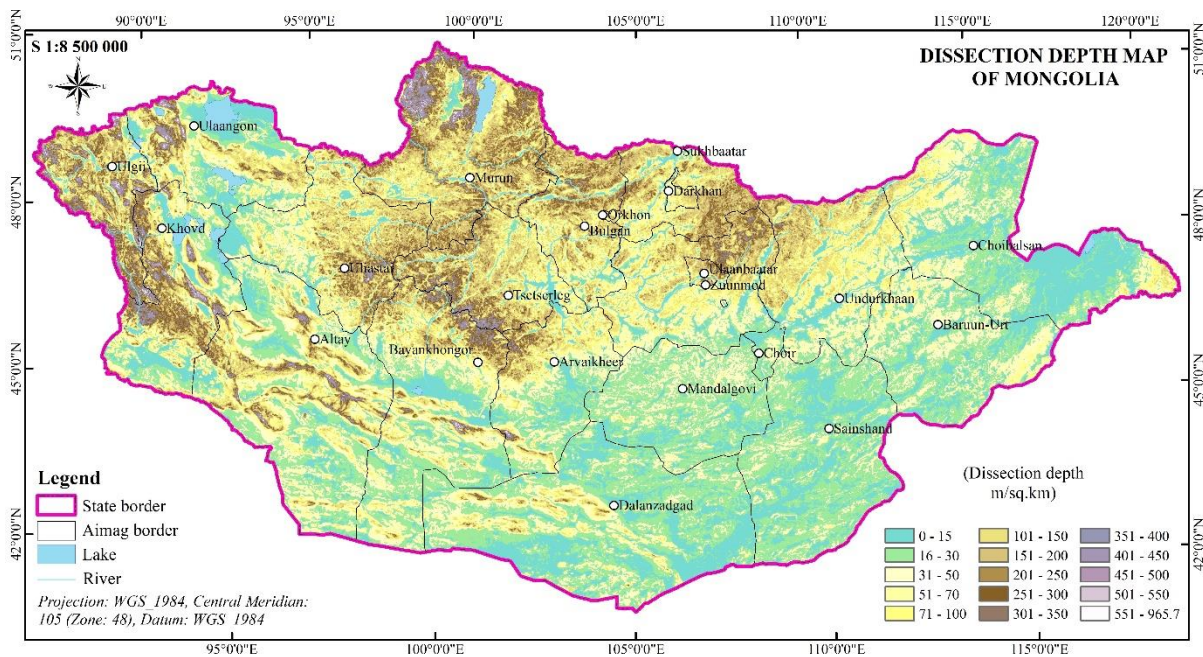 90°0'0"E 95°0'0"E 100°0'0"E 105°0'0"E 110°0'0"E 115°0'0"E 120°0'0"E
51°0'0"N
51°0'0"N
S 1:8 500 000
DISSECTION DEPTH MAP
OF MONGOLIA
Ulaangom
Sukhbaatar
Ulgii
Murun
Darkhan
48°0'0"N
48°0'0"N
Orkhon
Bulgan
Khovd
Choibalsan
Uliastai
Ulaanbaatar
Zuunmod
Tsetserleg
Undurkhaan
Baruun-Urt
Altay
Bayankhongor
Arvaikheer
Choir
45°0'0"N
45°0'0"N
Mandalgovi
Sainshand
Dalanzadgad
42°0'0"N
42°0'0"N
Legend
State border
Aimag border
Lake
River
Projection: WGS_1984, Central Meridian:
105 (Zone: 48), Datum: WGS_1984
(Dissection depth
m/sq.km)
0 - 15
16 - 30
31 - 50
51 - 70
71 - 100
101 - 150
151 - 200
201 - 250
251 - 300
301 - 350
351 - 400
401 - 450
451 - 500
501 - 550
551 - 965.7
95°0'0"E 100°0'0"E 105°0'0"E 110°0'0"E 115°0'0"E